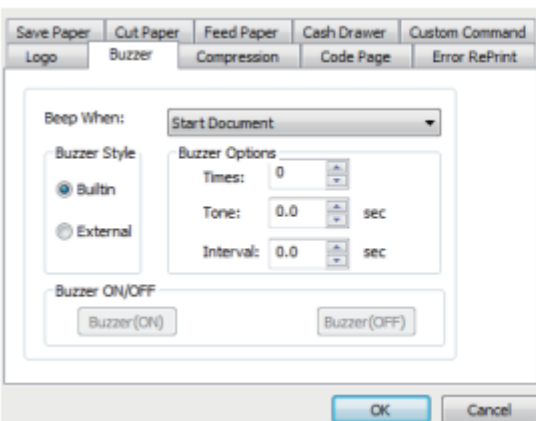 Save Paper Cut Paper Feed Paper Cash Drawer Custom Command
Logo Buzzer Compression Code Page Error RePrint
Beep When: Start Document
Buzzer Style Buzzer Options
Times: 0
Builtin
Tone: 0.0 sec
External
Interval: 0.0 sec
Buzzer ON/OFF
Buzzer(ON) Buzzer(OFF)
OK Cancel